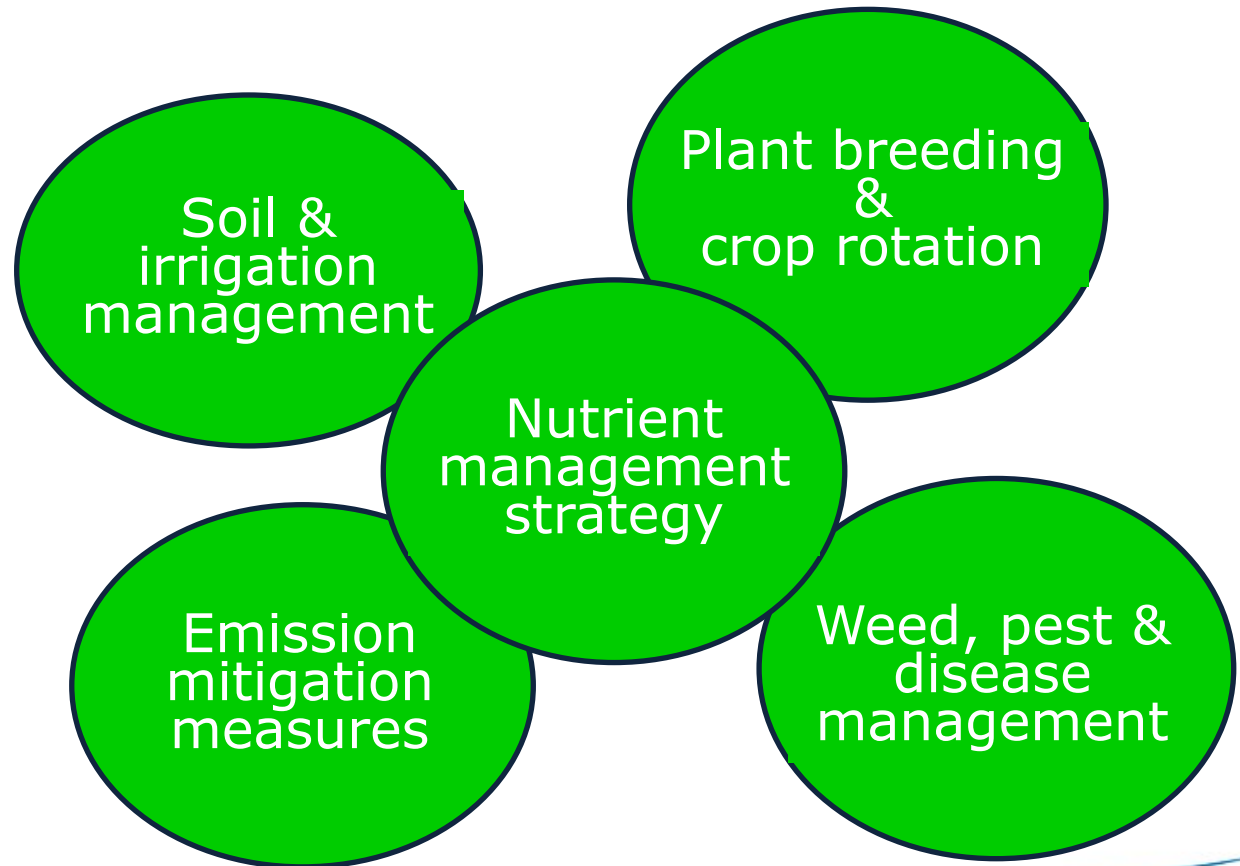 Soil &
irrigation
management
Plant breeding
&
crop rotation
Nutrient
management
strategy
Emission
mitigation
measures
Weed, pest &
disease
management